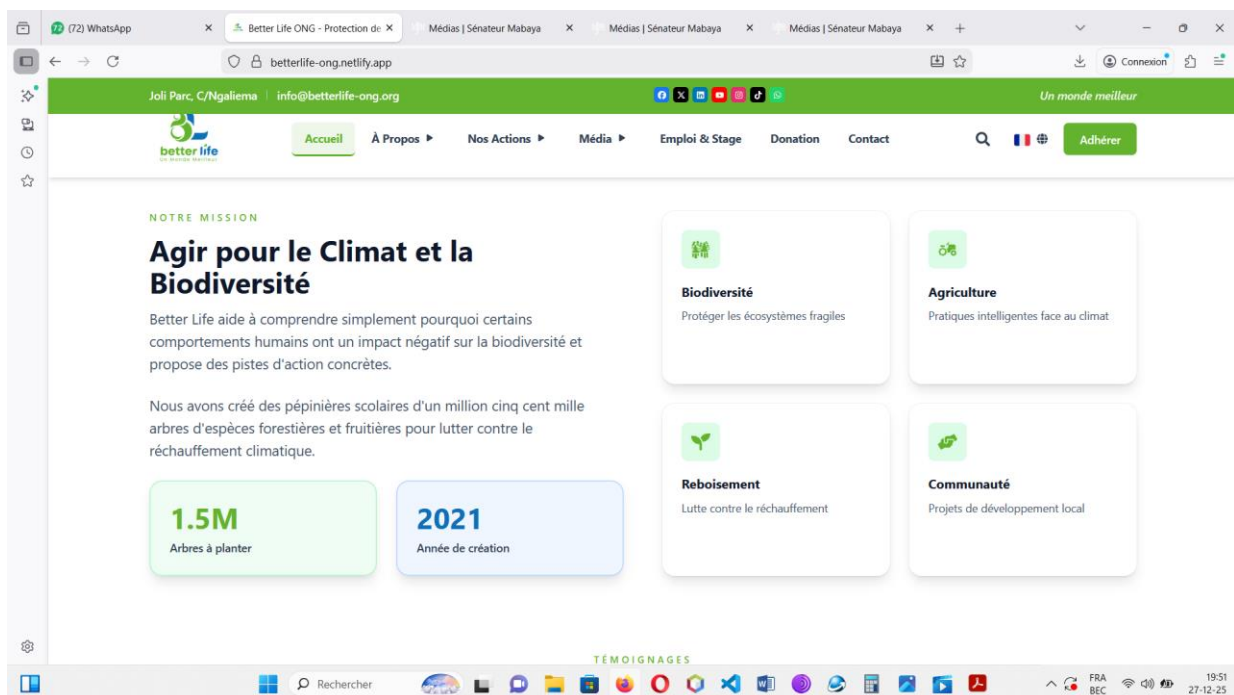 (72) WhatsApp
Better Life ONG - Protection de
Médias | Sénateur Mabaya
Médias | Sénateur Mabaya
Médias | Sénateur Mabaya
betterlife-ong.netlify.app
Connexion
Joli Parc, C/Ngaliema
info@betterlife-ong.org
Un monde meilleur
better life
Un Monde Meilleur
Accueil
À Propos
Nos Actions
Média
Emploi & Stage
Donation
Contact
Adhérer
NOTRE MISSION
Agir pour le Climat et la
Biodiversité
Better Life aide à comprendre simplement pourquoi certains
comportements humains ont un impact négatif sur la biodiversité et
propose des pistes d'action concrètes.
Nous avons créé des pépinières scolaires d'un million cinq cent mille
arbres d'espèces forestières et fruitières pour lutter contre le
réchauffement climatique.
1.5M
Arbres à planter
2021
Année de création
Biodiversité
Protéger les écosystèmes fragiles
Agriculture
Pratiques intelligentes face au climat
Reboisement
Lutte contre le réchauffement
Communauté
Projets de développement local
TÉMOIGNAGES
Rechercher
FRA
BEC
19:51
27-12-25